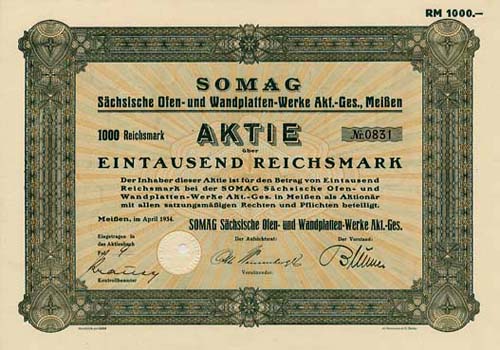 RM 1000.—
SOMAG
Sächsische Ofen- und Wandplatten-Werke Akt.-Ges., Meißen
1000 Reichsmark
AKTIE
№ 0831
über
EINTAUSEND REICHSMARK
Der Inhaber dieser Aktie ist für den Betrag von Eintausend
Reichsmark bei der SOMAG Sächsische Ofen- und
Wandplatten-Werke Akt.-Ges. in Meißen als Aktionär
mit allen satzungsmäßigen Rechten und Pflichten beteiligt.
Meißen, im April 1934.
SOMAG Sächsische Ofen- und Wandplatten-Werke Akt.-Ges.
Eingetragen in
das Aktienbuch
Der Aufsichtsrat:
Der Vorstand:
Vorsitzender.
Kontrollbeamter